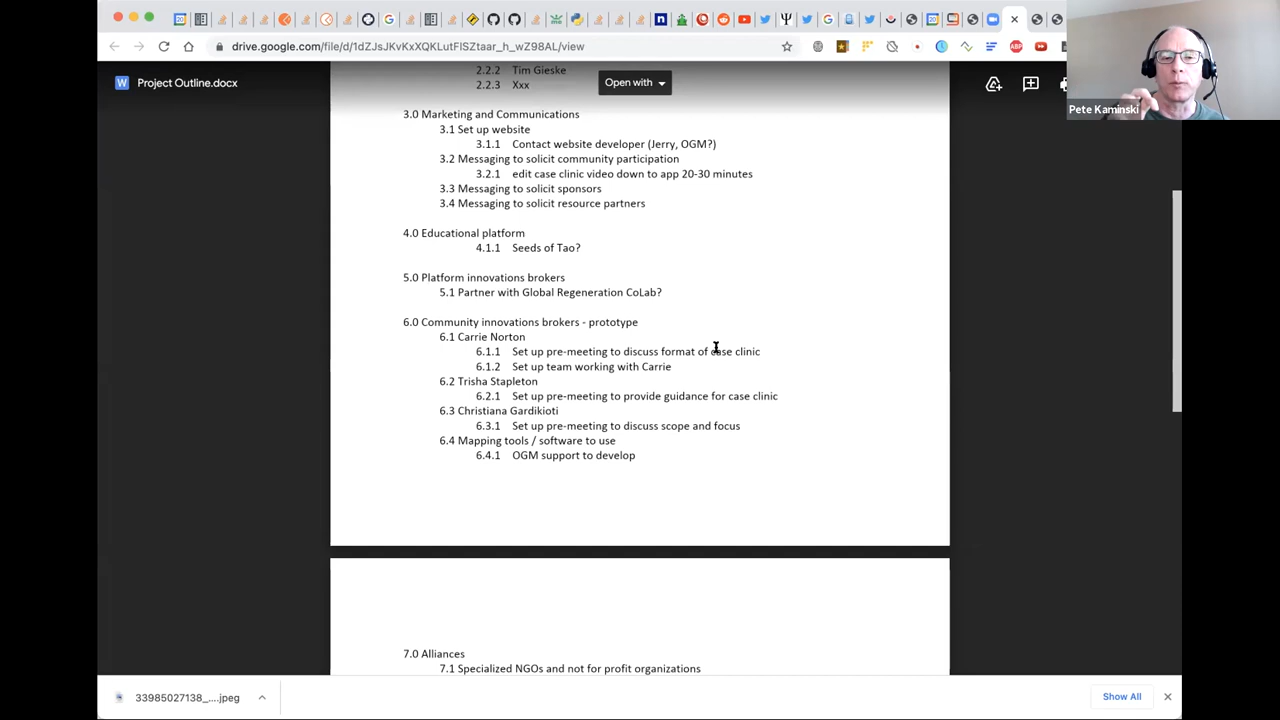 drive.google.com/file/d/1dZJsJKvKxXQKLutFlSZtaar_h_wZ98AL/view
Project Outline.docx
Open with
Pete Kaminski
2.2.2 Tim Gieske
2.2.3 Xxx
3.0 Marketing and Communications
3.1 Set up website
3.1.1 Contact website developer (Jerry, OGM?)
3.2 Messaging to solicit community participation
3.2.1 edit case clinic video down to app 20-30 minutes
3.3 Messaging to solicit sponsors
3.4 Messaging to solicit resource partners
4.0 Educational platform
4.1.1 Seeds of Tao?
5.0 Platform innovations brokers
5.1 Partner with Global Regeneration CoLab?
6.0 Community innovations brokers - prototype
6.1 Carrie Norton
6.1.1 Set up pre-meeting to discuss format of case clinic
6.1.2 Set up team working with Carrie
6.2 Trisha Stapleton
6.2.1 Set up pre-meeting to provide guidance for case clinic
6.3 Christiana Gardikioti
6.3.1 Set up pre-meeting to discuss scope and focus
6.4 Mapping tools / software to use
6.4.1 OGM support to develop
7.0 Alliances
7.1 Specialized NGOs and not for profit organizations
33985027138_....jpeg
Show All